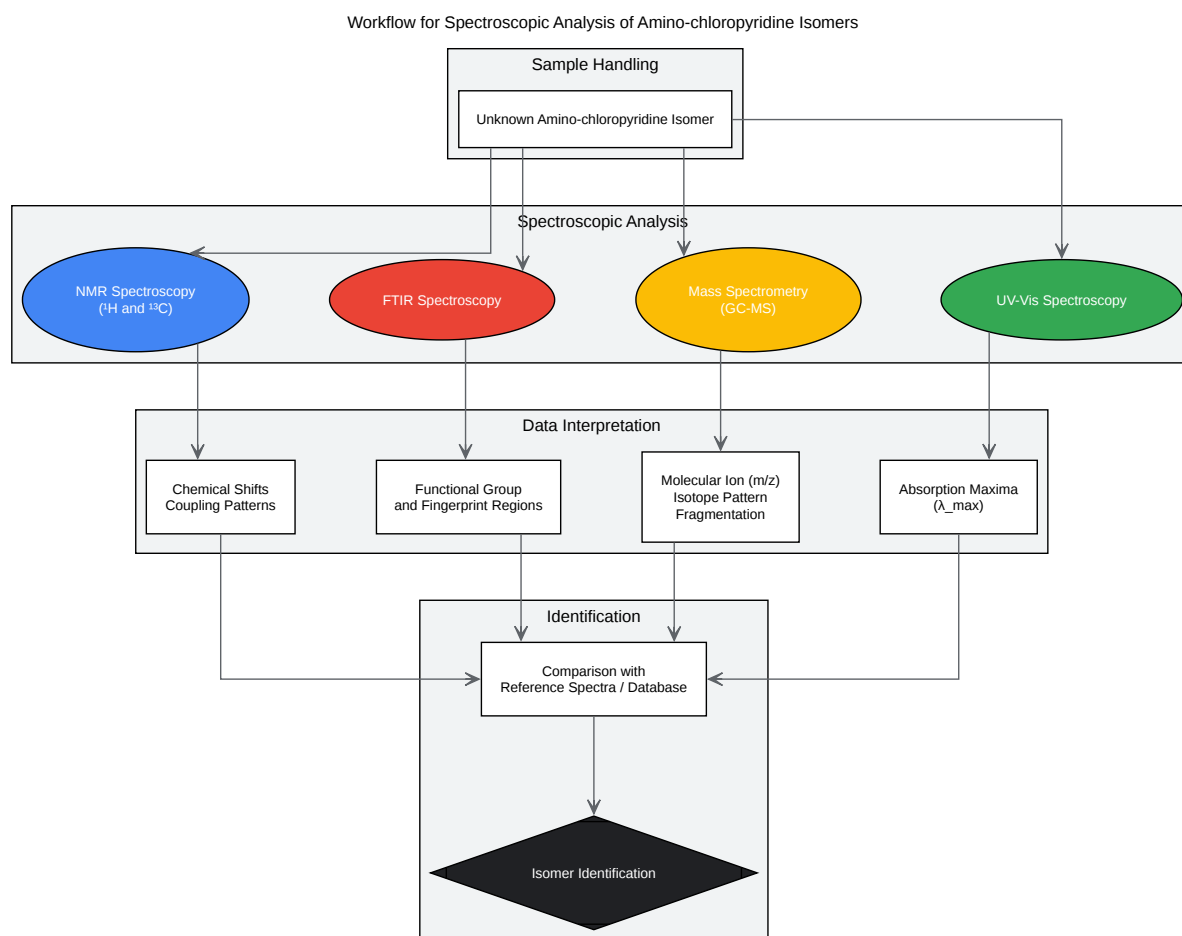 Workflow for Spectroscopic Analysis of Amino-chloropyridine Isomers
Sample Handling
Unknown Amino-chloropyridine Isomer
Spectroscopic Analysis
NMR Spectroscopy
(¹H and ¹³C)
FTIR Spectroscopy
Mass Spectrometry
(GC-MS)
UV-Vis Spectroscopy
Data Interpretation
Chemical Shifts
Coupling Patterns
Functional Group
and Fingerprint Regions
Molecular Ion (m/z)
Isotope Pattern
Fragmentation
Absorption Maxima
(λ_max)
Identification
Comparison with
Reference Spectra / Database
Isomer Identification